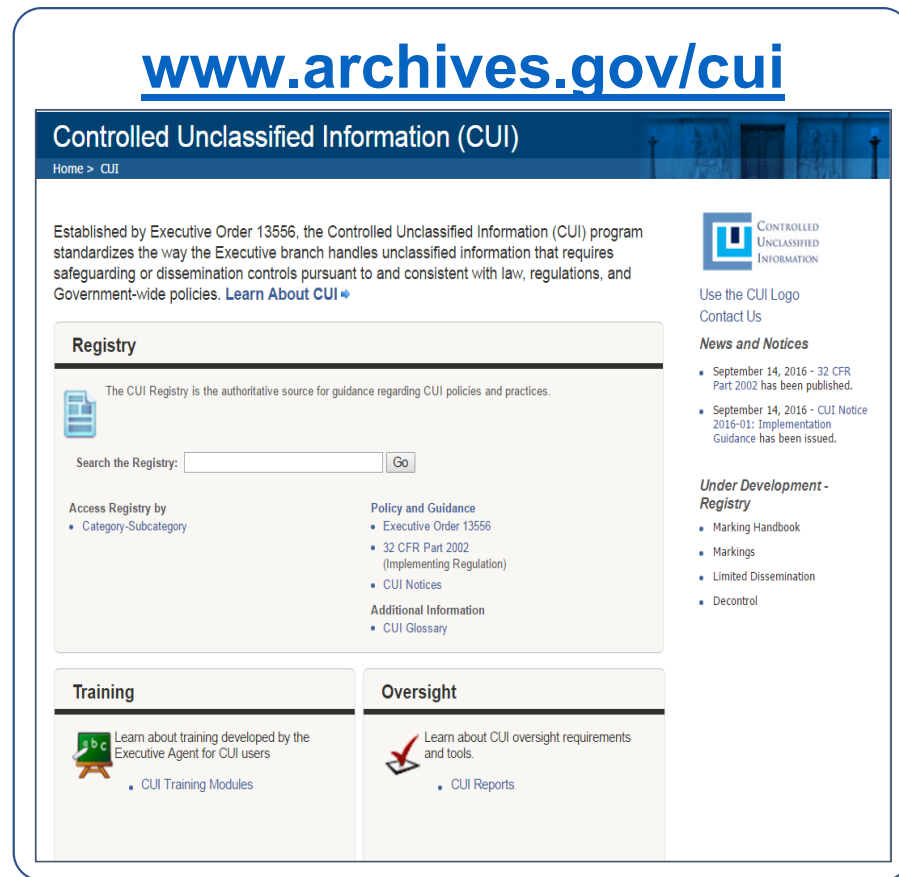 www.archives.gov/cui
Controlled Unclassified Information (CUI)
Home > CUI
Established by Executive Order 13556, the Controlled Unclassified Information (CUI) program
standardizes the way the Executive branch handles unclassified information that requires
safeguarding or dissemination controls pursuant to and consistent with law, regulations, and
Government-wide policies. Learn About CUI
Registry
The CUI Registry is the authoritative source for guidance regarding CUI policies and practices.
Search the Registry: Go
Access Registry by
• Category-Subcategory
Policy and Guidance
• Executive Order 13556
• 32 CFR Part 2002
(Implementing Regulation)
• CUI Notices
Additional Information
• CUI Glossary
Training
abc
Learn about training developed by the
Executive Agent for CUI users
• CUI Training Modules
Oversight
Learn about CUI oversight requirements
and tools.
• CUI Reports
CONTROLLED
UNCLASSIFIED
INFORMATION
Use the CUI Logo
Contact Us
News and Notices
• September 14, 2016 - 32 CFR
Part 2002 has been published.
• September 14, 2016 - CUI Notice
2016-01: Implementation
Guidance has been issued.
Under Development -
Registry
• Marking Handbook
• Markings
• Limited Dissemination
• Decontrol